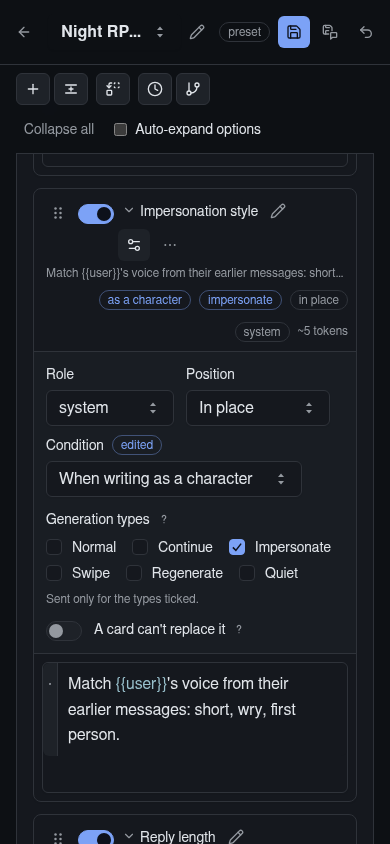 Night RP...
preset
Collapse all
Auto-expand options
Impersonation style
...
Match {{user}}'s voice from their earlier messages: short...
as a character
impersonate
in place
system
~5 tokens
Role
Position
system
In place
Condition
edited
When writing as a character
Generation types ?
Normal
Continue
Impersonate
Swipe
Regenerate
Quiet
Sent only for the types ticked.
A card can't replace it ?
Match {{user}}'s voice from their
earlier messages: short, wry, first
person.
Reply length